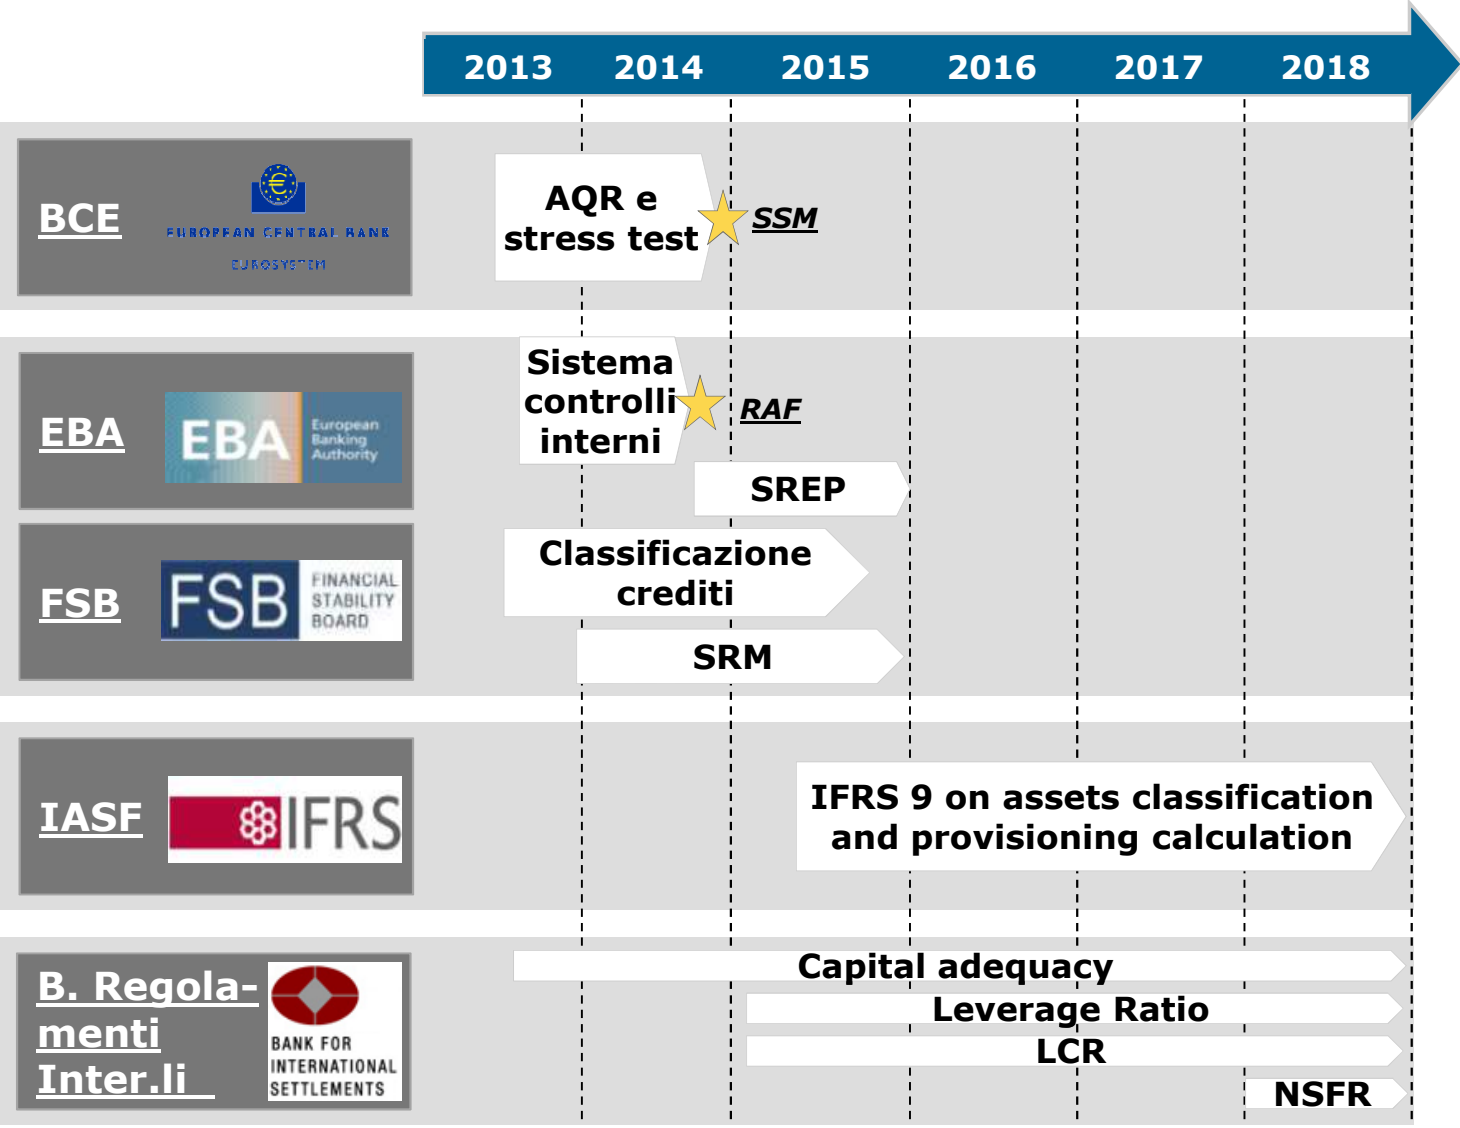 2013 2014 2015 2016 2017 2018
BCE
EUROPEAN CENTRAL BANK
EUROSYSTEM
AQR e
stress test
SSM
EBA
EBA
European
Banking
Authority
Sistema
controlli
interni
RAF
SREP
FSB
FSB
FINANCIAL
STABILITY
BOARD
Classificazione
crediti
SRM
IASF
IFRS
IFRS 9 on assets classification
and provisioning calculation
B. Regola-
menti
Inter.li
BANK FOR
INTERNATIONAL
SETTLEMENTS
Capital adequacy
Leverage Ratio
LCR
NSFR